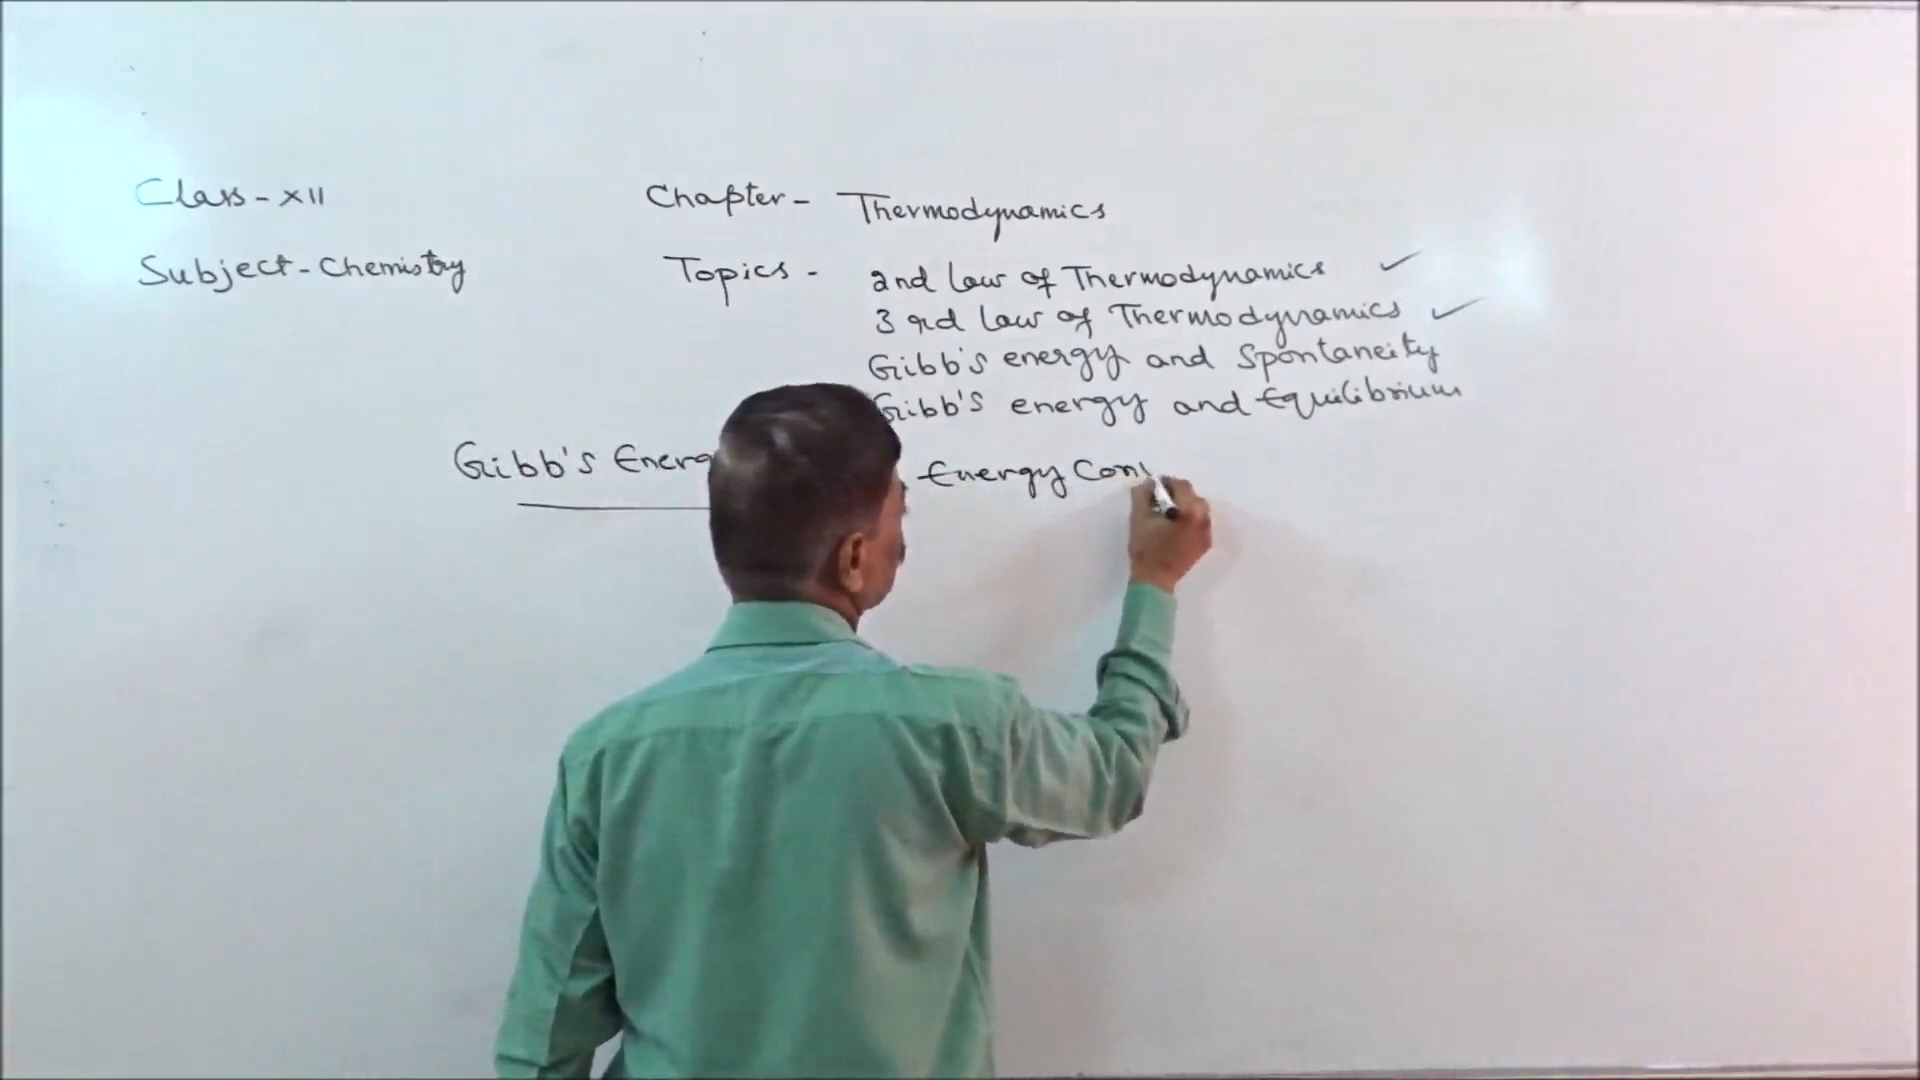 Class - XII
Chapter - Thermodynamics
Subject - Chemistry
Topics - 2nd law of Thermodynamics ✓
3rd law of Thermodynamics ✓
Gibb's energy and Spontaneity
Gibb's energy and Equilibrium
Gibb's Energy Con